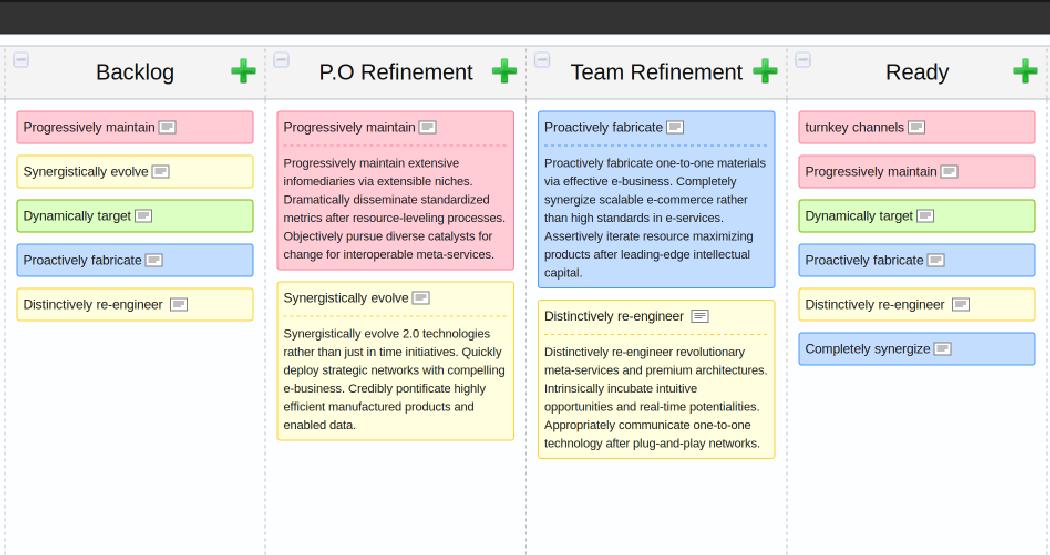 Backlog
P.O Refinement
Team Refinement
Ready
Progressively maintain
Synergistically evolve
Dynamically target
Proactively fabricate
Distinctively re-engineer
Progressively maintain
Progressively maintain extensive
infomediaries via extensible niches.
Dramatically disseminate standardized
metrics after resource-leveling processes.
Objectively pursue diverse catalysts for
change for interoperable meta-services.
Synergistically evolve
Synergistically evolve 2.0 technologies
rather than just in time initiatives. Quickly
deploy strategic networks with compelling
e-business. Credibly pontificate highly
efficient manufactured products and
enabled data.
Proactively fabricate
Proactively fabricate one-to-one materials
via effective e-business. Completely
synergize scalable e-commerce rather
than high standards in e-services.
Assertively iterate resource maximizing
products after leading-edge intellectual
capital.
Distinctively re-engineer
Distinctively re-engineer revolutionary
meta-services and premium architectures.
Intrinsically incubate intuitive
opportunities and real-time potentialities.
Appropriately communicate one-to-one
technology after plug-and-play networks.
turnkey channels
Progressively maintain
Dynamically target
Proactively fabricate
Distinctively re-engineer
Completely synergize